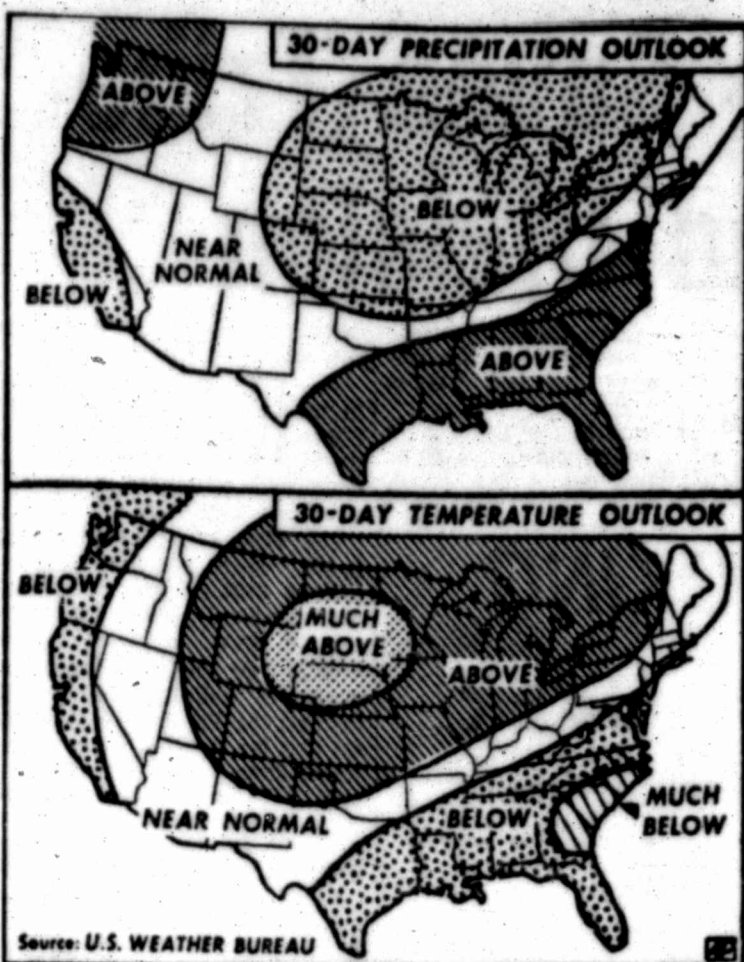 30-DAY PRECIPITATION OUTLOOK
ABOVE
BELOW
NEAR
NORMAL
BELOW
ABOVE
30-DAY TEMPERATURE OUTLOOK
BELOW
MUCH
ABOVE
ABOVE
NEAR NORMAL
BELOW
MUCH
BELOW
Source: U.S. WEATHER BUREAU